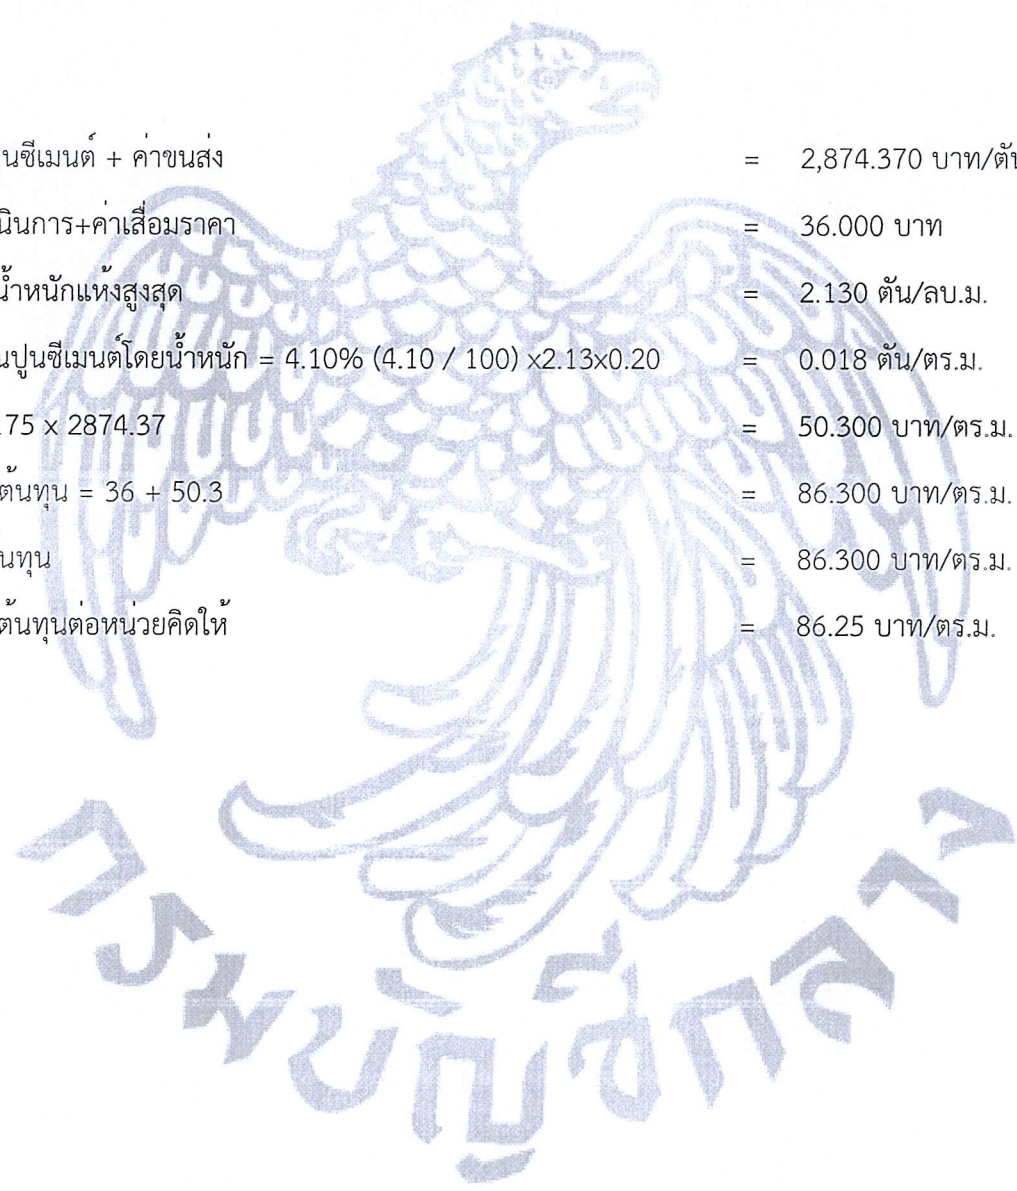 นซีเมนต์ + ค่าขนส่ง = 2,874.370 บาท/ตัน
นินการ+ค่าเสื่อมราคา = 36.000 บาท
น้ำหนักแห้งสูงสุด = 2.130 ตัน/ลบ.ม.
นปูนซีเมนต์โดยน้ำหนัก = 4.10% (4.10 / 100) x2.13x0.20 = 0.018 ตัน/ตร.ม.
175 x 2874.37 = 50.300 บาท/ตร.ม.
ต้นทุน = 36 + 50.3 = 86.300 บาท/ตร.ม.
นทุน = 86.300 บาท/ตร.ม.
ต้นทุนต่อหน่วยคิดให้ = 86.25 บาท/ตร.ม.
กรมบัญชีกลาง